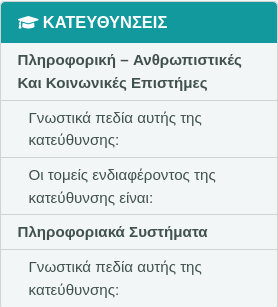 ΚΑΤΕΥΘΥΝΣΕΙΣ
Πληροφορική – Ανθρωπιστικές
Και Κοινωνικές Επιστήμες
Γνωστικά πεδία αυτής της
κατεύθυνσης:
Οι τομείς ενδιαφέροντος της
κατεύθυνσης είναι:
Πληροφοριακά Συστήματα
Γνωστικά πεδία αυτής της
κατεύθυνσης: